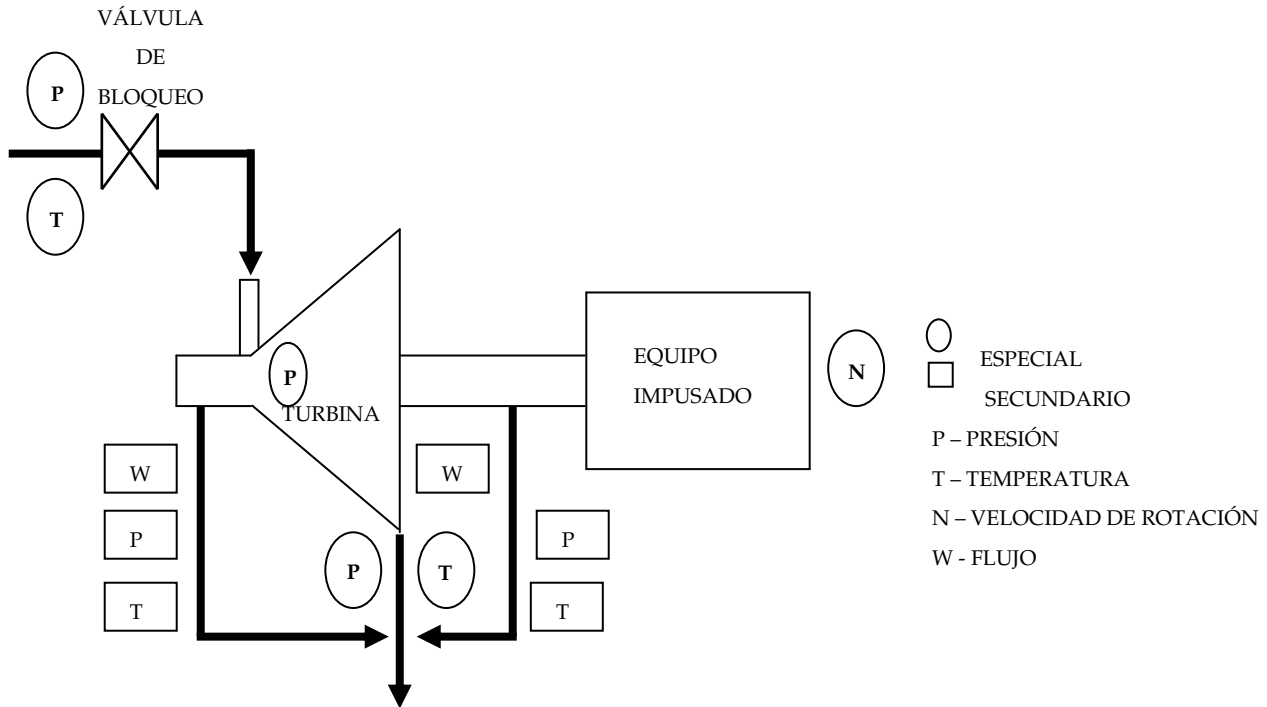 VÁLVULA
DE
BLOQUEO
P
T
P
TURBINA
EQUIPO
IMPUSADO
N
W
P
T
W
P
T
P
T
ESPECIAL
SECUNDARIO
P – PRESIÓN
T – TEMPERATURA
N – VELOCIDAD DE ROTACIÓN
W - FLUJO